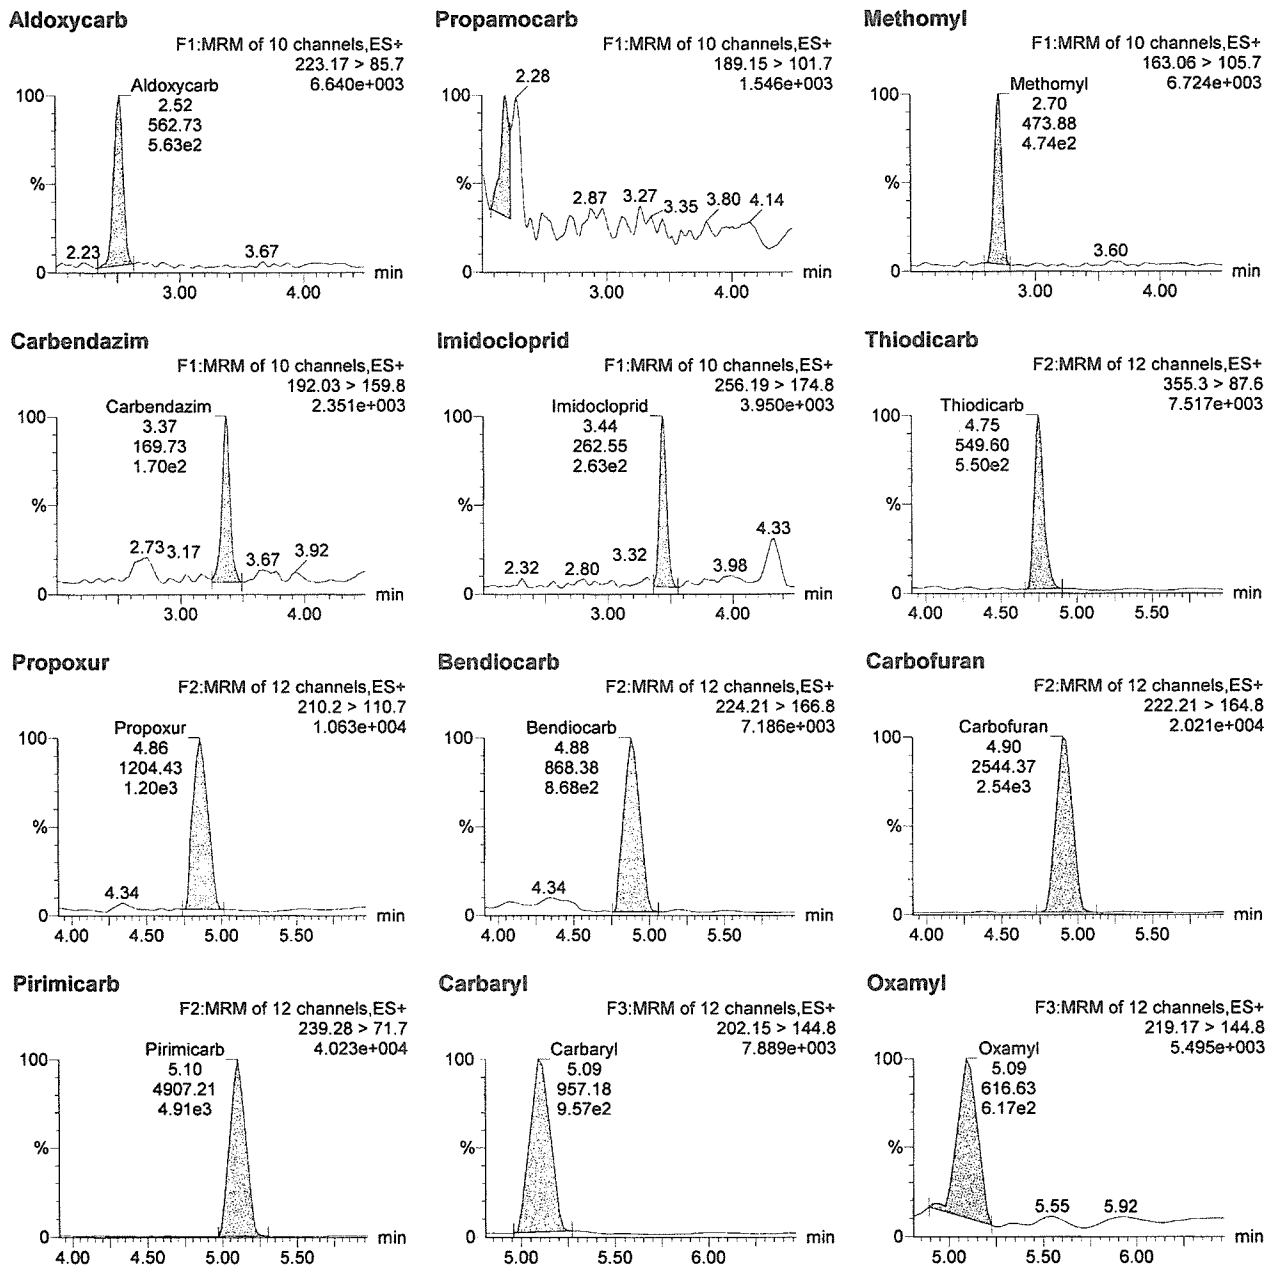 Aldoxycarb
F1:MRM of 10 channels,ES+
223.17 > 85.7
6.640e+003
Aldoxycarb
2.52
562.73
5.63e2
100
%
0
2.23
3.67
3.00
4.00
min
Propamocarb
F1:MRM of 10 channels,ES+
189.15 > 101.7
1.546e+003
2.28
100
%
0
2.87
3.27
3.35
3.80
4.14
3.00
4.00
min
Methomyl
F1:MRM of 10 channels,ES+
163.06 > 105.7
6.724e+003
Methomyl
2.70
473.88
4.74e2
100
%
0
3.60
3.00
4.00
min
Carbendazim
F1:MRM of 10 channels,ES+
192.03 > 159.8
2.351e+003
Carbendazim
3.37
169.73
1.70e2
100
%
0
2.73
3.17
3.67
3.92
3.00
4.00
min
Imidocloprid
F1:MRM of 10 channels,ES+
256.19 > 174.8
3.950e+003
Imidocloprid
3.44
262.55
2.63e2
100
%
0
2.32
2.80
3.32
3.98
4.33
3.00
4.00
min
Thiodicarb
F2:MRM of 12 channels,ES+
355.3 > 87.6
7.517e+003
Thiodicarb
4.75
549.60
5.50e2
100
%
0
4.00
4.50
5.00
5.50
min
Propoxur
F2:MRM of 12 channels,ES+
210.2 > 110.7
1.063e+004
Propoxur
4.86
1204.43
1.20e3
100
%
0
4.34
4.00
4.50
5.00
5.50
min
Bendiocarb
F2:MRM of 12 channels,ES+
224.21 > 166.8
7.186e+003
Bendiocarb
4.88
868.38
8.68e2
100
%
0
4.34
4.00
4.50
5.00
5.50
min
Carbofuran
F2:MRM of 12 channels,ES+
222.21 > 164.8
2.021e+004
Carbofuran
4.90
2544.37
2.54e3
100
%
0
4.00
4.50
5.00
5.50
min
Pirimicarb
F2:MRM of 12 channels,ES+
239.28 > 71.7
4.023e+004
Pirimicarb
5.10
4907.21
4.91e3
100
%
0
4.00
4.50
5.00
5.50
min
Carbaryl
F3:MRM of 12 channels,ES+
202.15 > 144.8
7.889e+003
Carbaryl
5.09
957.18
9.57e2
100
%
0
5.00
5.50
6.00
min
Oxamyl
F3:MRM of 12 channels,ES+
219.17 > 144.8
5.495e+003
Oxamyl
5.09
616.63
6.17e2
100
%
0
5.55
5.92
5.00
5.50
6.00
min